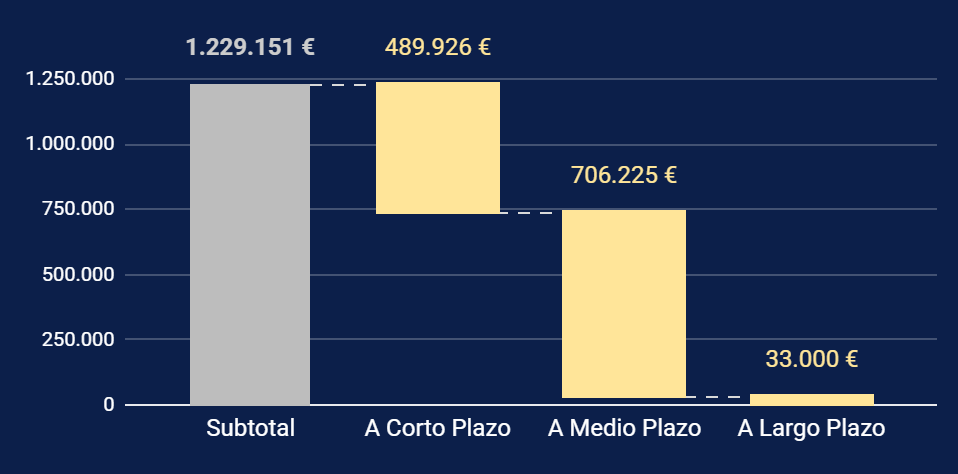 1.229.151 €
489.926 €
1.250.000
1.000.000
706.225 €
750.000
500.000
250.000
33.000 €
0
Subtotal
A Corto Plazo
A Medio Plazo
A Largo Plazo